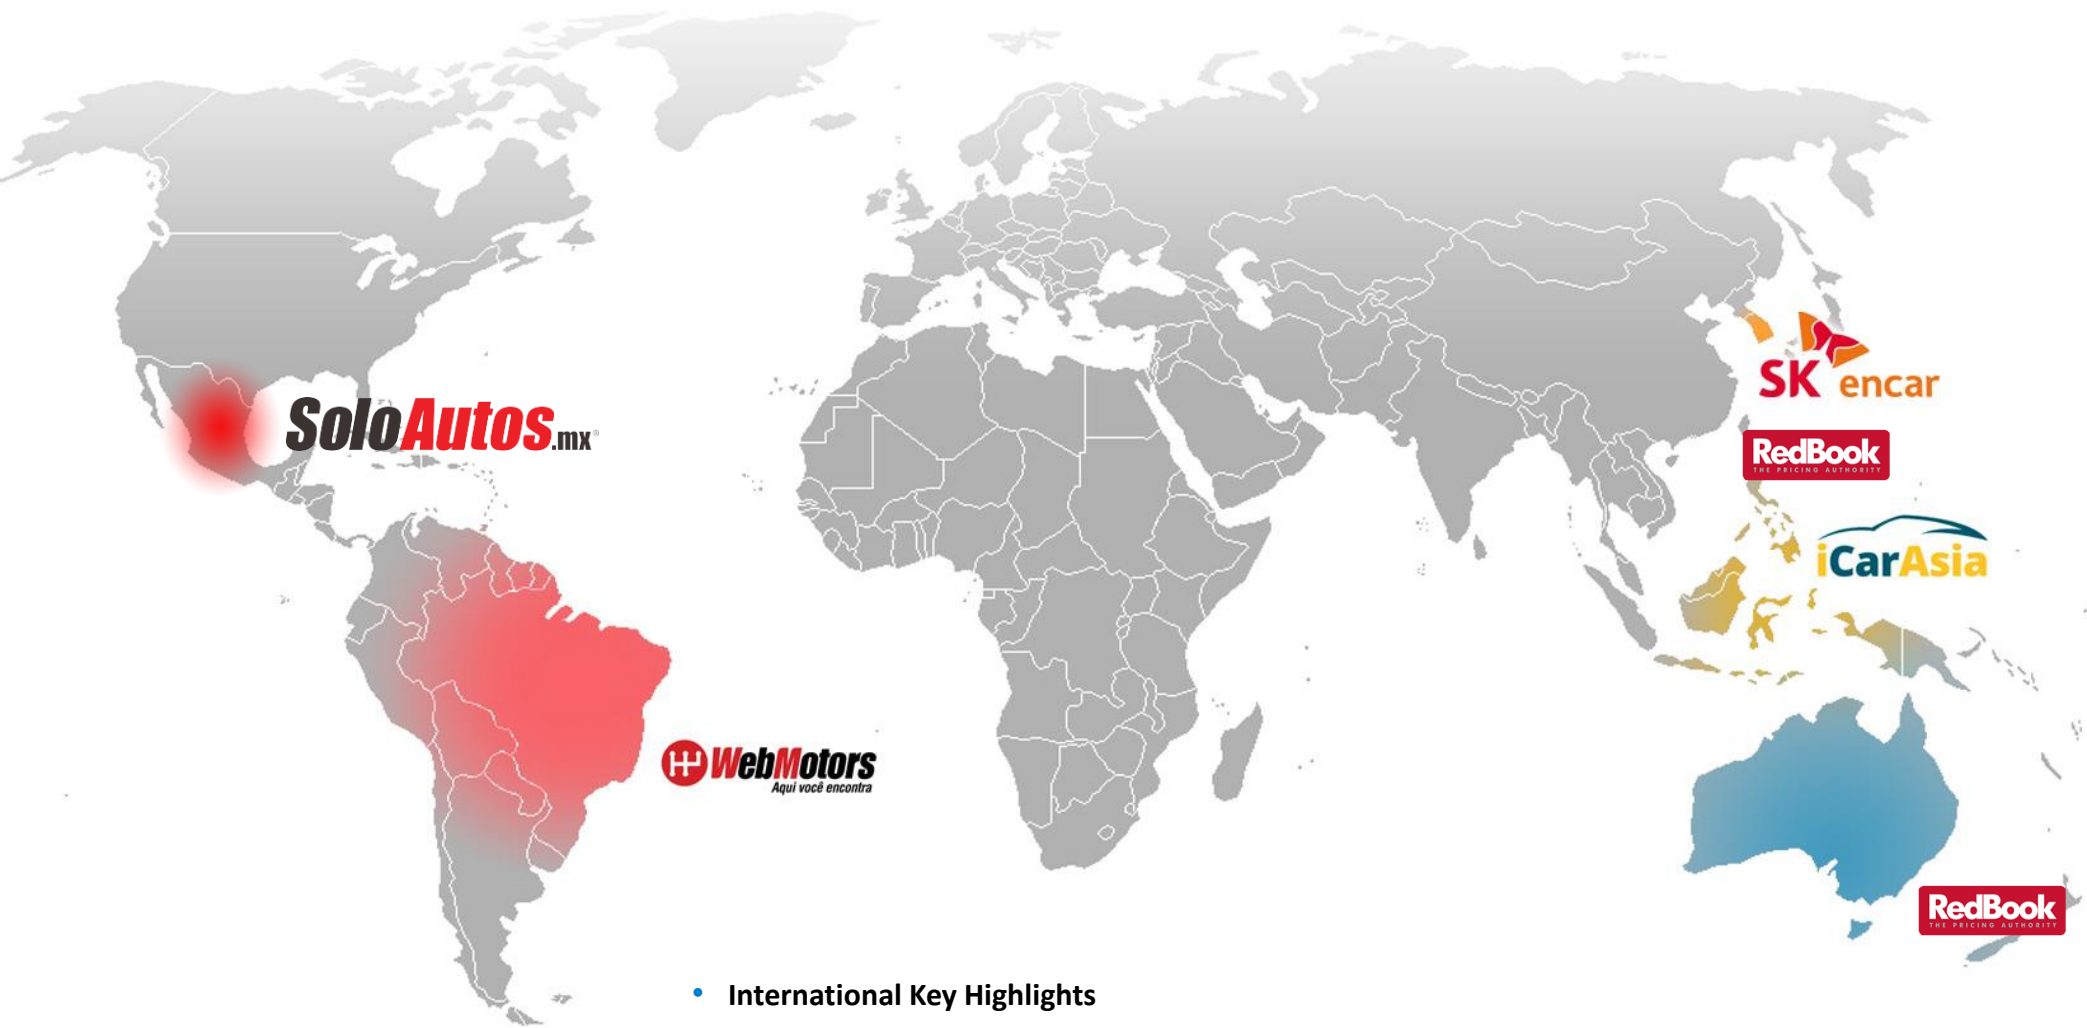 SK encar
SoloAutos.mx
RedBook
THE PRICING AUTHORITY
iCarAsia
WebMotors
Aqui você encontra
RedBook
THE PRICING AUTHORITY
• International Key Highlights